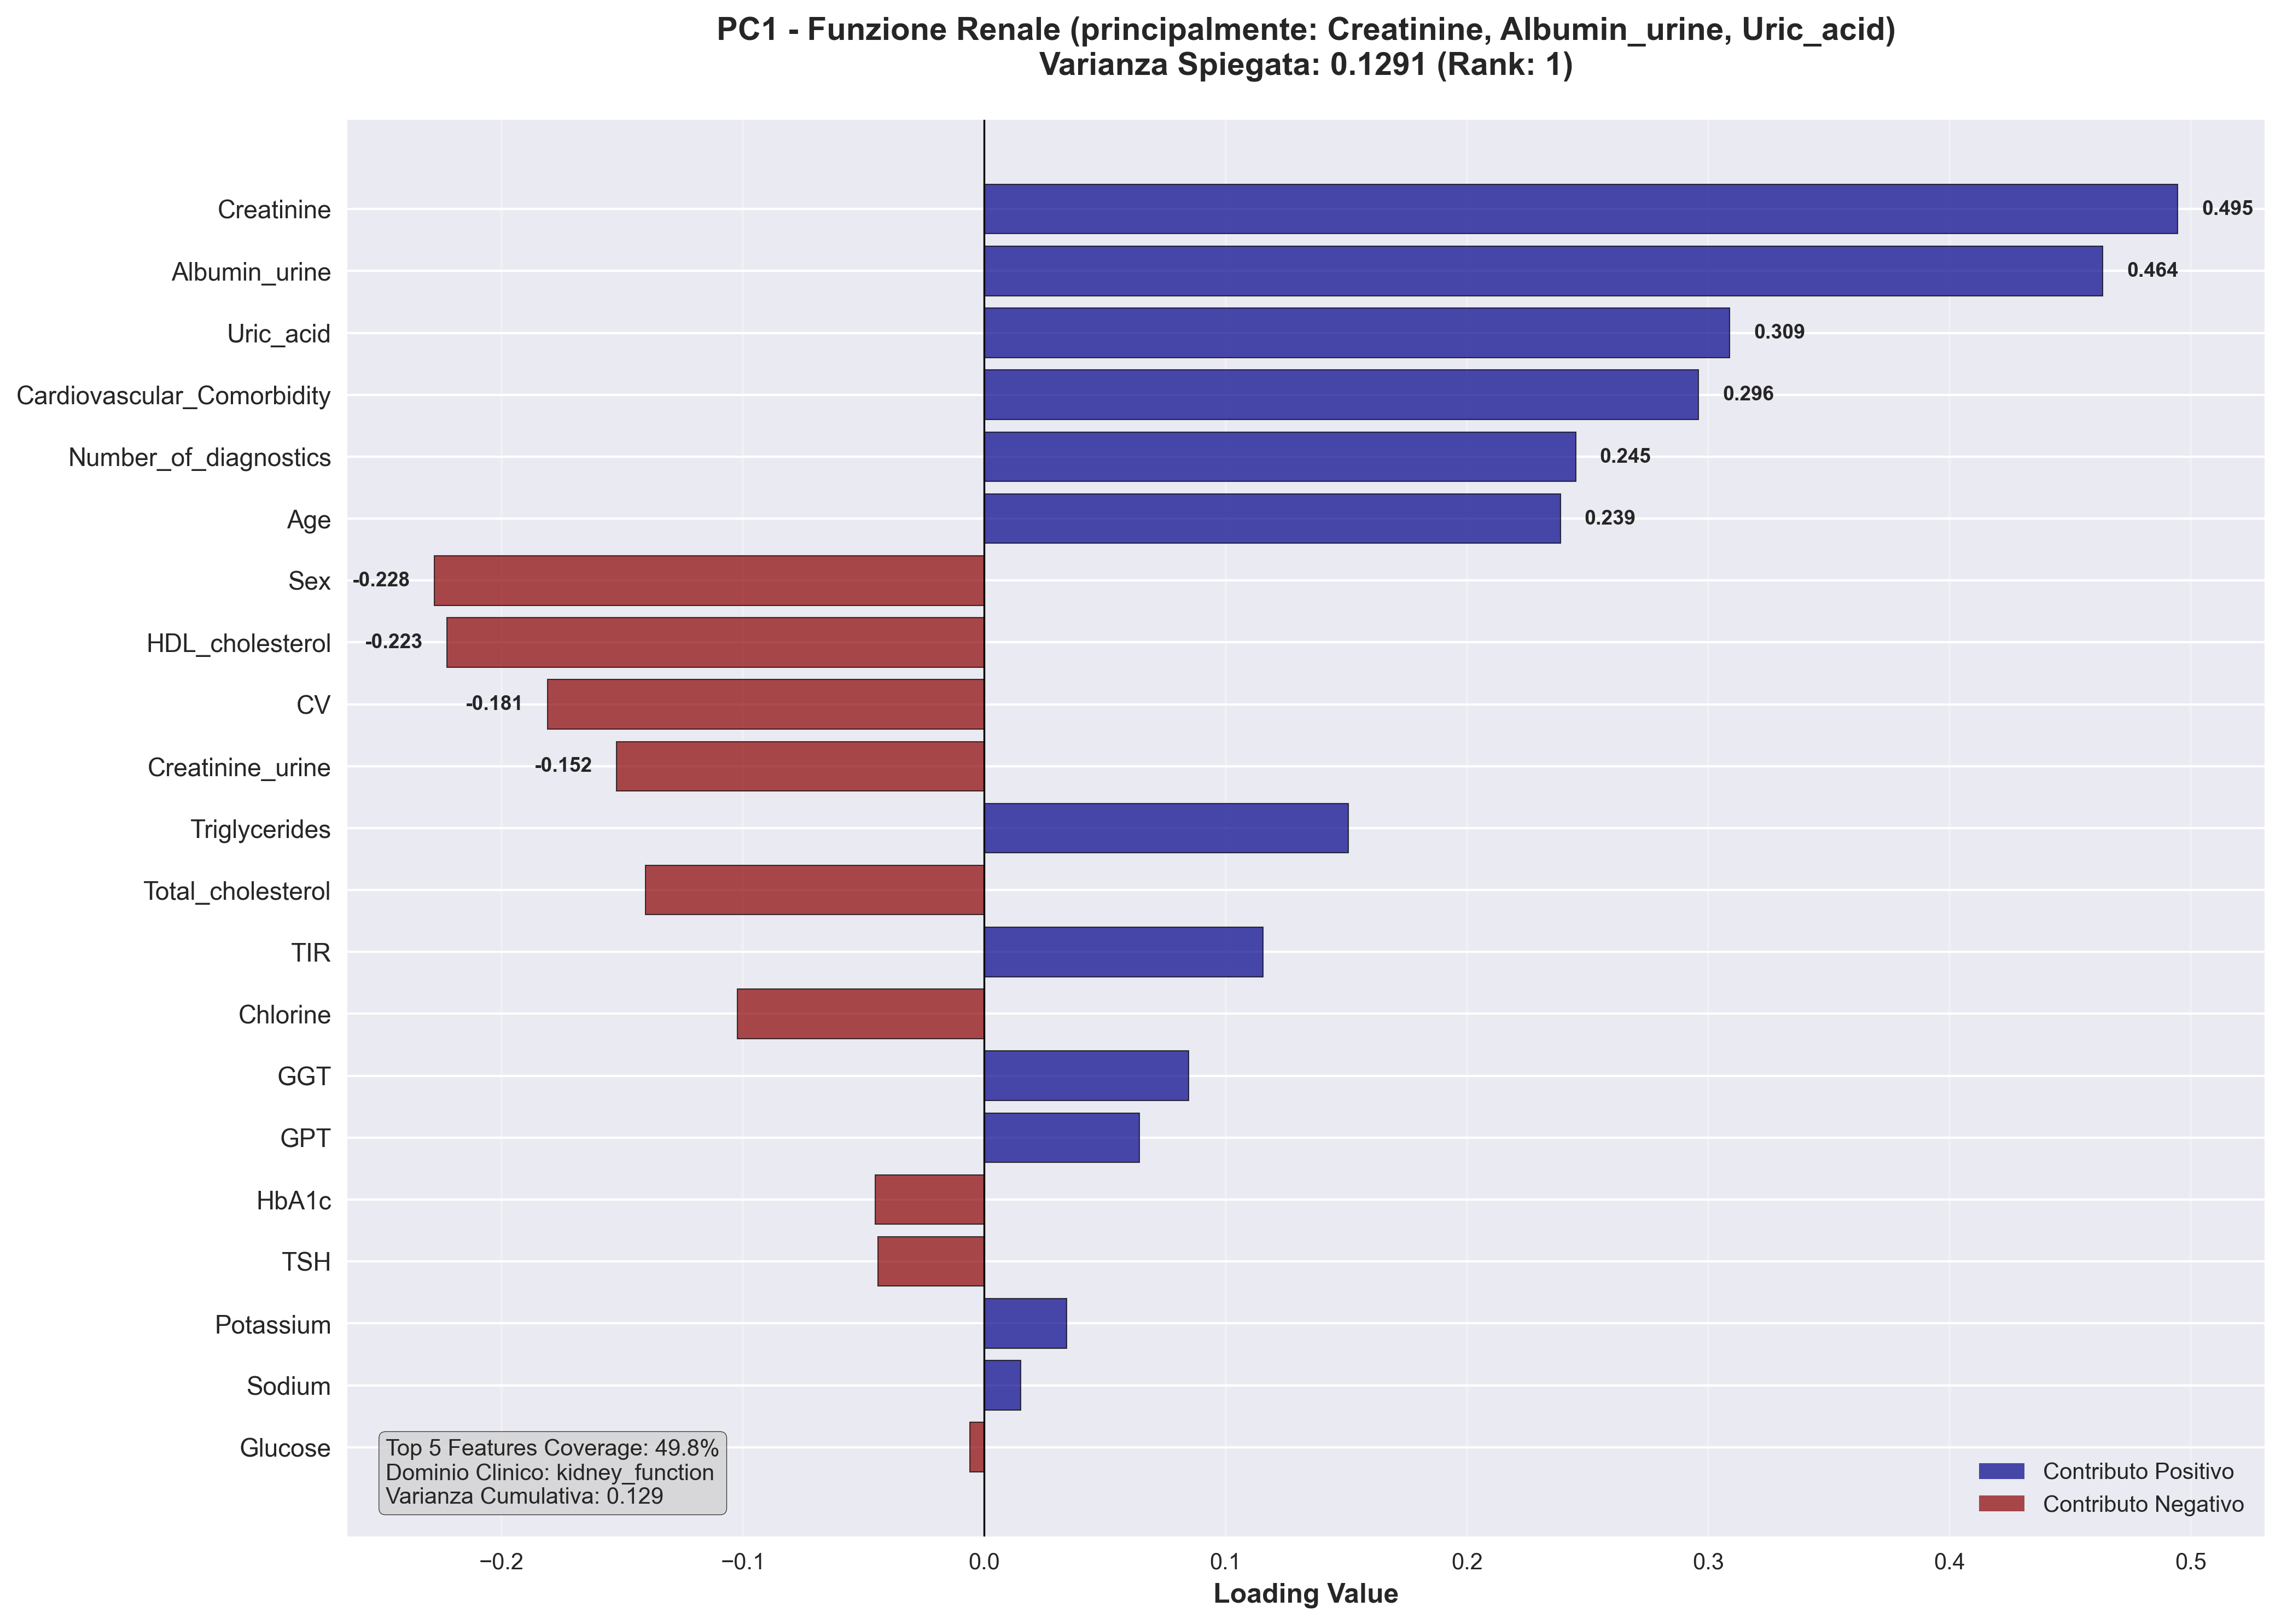 PC1 - Funzione Renale (principalmente: Creatinine, Albumin_urine, Uric_acid)
Varianza Spiegata: 0.1291 (Rank: 1)
Creatinine 0.495
Albumin_urine 0.464
Uric_acid 0.309
Cardiovascular_Comorbidity 0.296
Number_of_diagnostics 0.245
Age 0.239
Sex -0.228
HDL_cholesterol -0.223
CV -0.181
Creatinine_urine -0.152
Triglycerides
Total_cholesterol
TIR
Chlorine
GGT
GPT
HbA1c
TSH
Potassium
Sodium
Glucose
Top 5 Features Coverage: 49.8%
Dominio Clinico: kidney_function
Varianza Cumulativa: 0.129
Contributo Positivo
Contributo Negativo
−0.2 −0.1 0.0 0.1 0.2 0.3 0.4 0.5
Loading Value